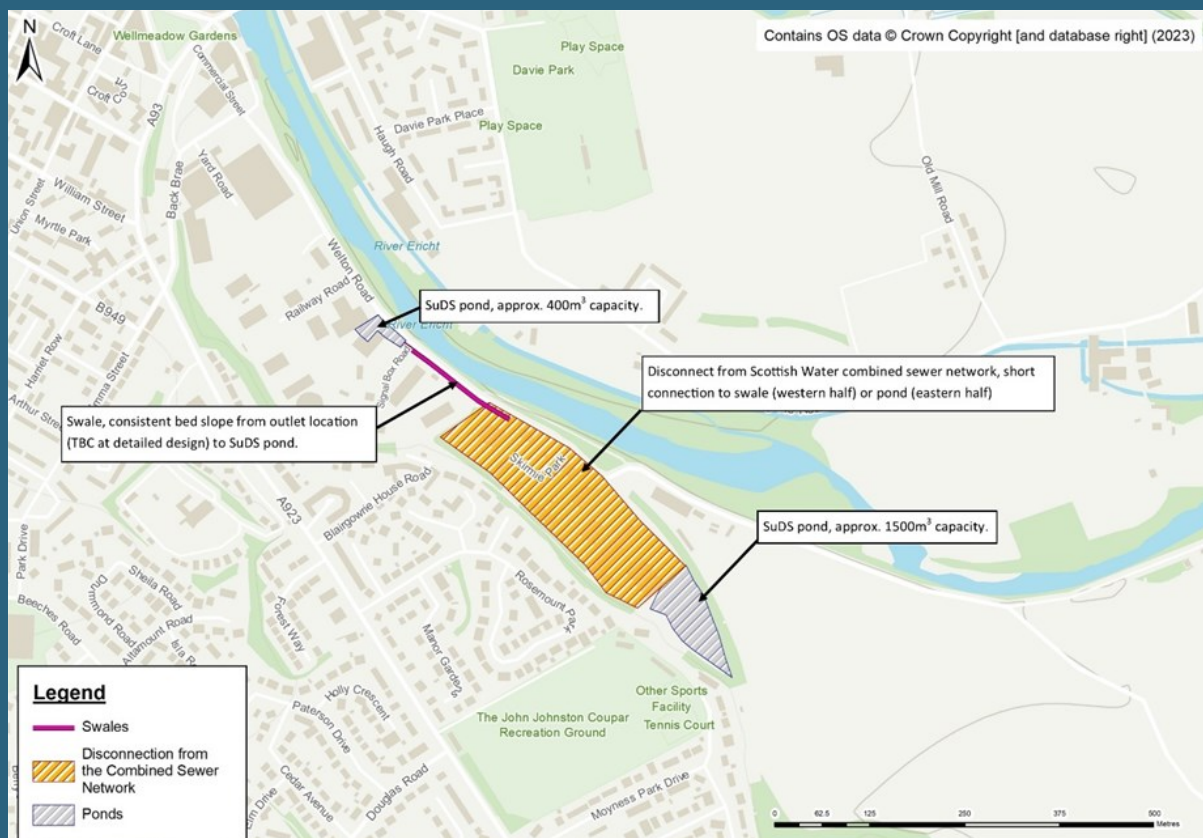 N
Contains OS data © Crown Copyright [and database right] (2023)
Croft Lane
Wellmeadow Gardens
Commercial Street
Croft
A93
Play Space
Davie Park
Davie Park Place
Play Space
Haugh Road
Yard Road
Back Brae
William Street
Union Street
Myrtle Park
Old Mill Road
River Ericht
Welton Road
Railway Road
River Ericht
SuDS pond, approx. 400m³ capacity.
B949
Harriet Row
Emma Street
Arthur Street
Signal Box Road
Disconnect from Scottish Water combined sewer network, short
connection to swale (western half) or pond (eastern half)
Swale, consistent bed slope from outlet location
(TBC at detailed design) to SuDS pond.
Skirmie Park
Blairgowrie House Road
A923
SuDS pond, approx. 1500m³ capacity.
Park Drive
Sheila Road
Drummond Road
Beeches Road
Altamount Road
Isla
Forest Way
Rosemount Park
Manor Gardens
Holly Crescent
Paterson Drive
Cedar Avenue
Elm Drive
Douglas Road
The John Johnston Coupar
Recreation Ground
Other Sports
Facility
Tennis Court
Moyness Park Drive
Legend
Swales
Disconnection from
the Combined Sewer
Network
Ponds
0 62.5 125 250 375 500
Metres